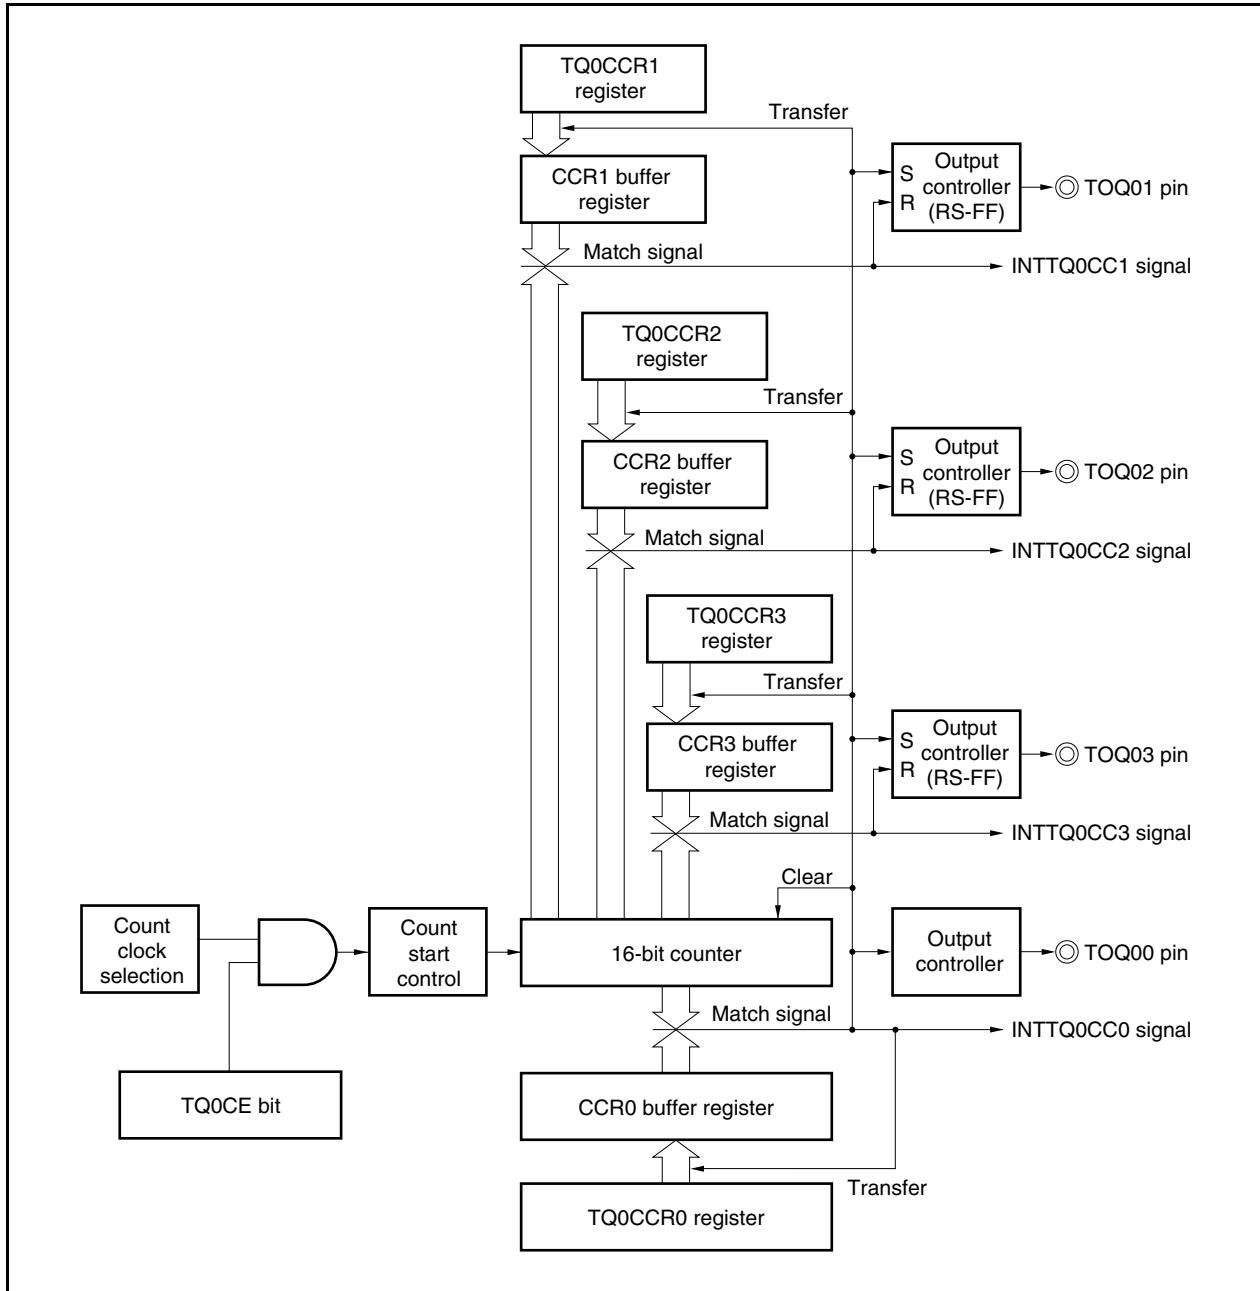 TQ0CCR1
register
Transfer
CCR1 buffer
register
S
R
Output
controller
(RS-FF)
TOQ01 pin
Match signal
INTTQ0CC1 signal
TQ0CCR2
register
Transfer
CCR2 buffer
register
S
R
Output
controller
(RS-FF)
TOQ02 pin
Match signal
INTTQ0CC2 signal
TQ0CCR3
register
Transfer
CCR3 buffer
register
S
R
Output
controller
(RS-FF)
TOQ03 pin
Match signal
INTTQ0CC3 signal
Clear
Count
clock
selection
Count
start
control
16-bit counter
Output
controller
TOQ00 pin
Match signal
INTTQ0CC0 signal
TQ0CE bit
CCR0 buffer register
Transfer
TQ0CCR0 register